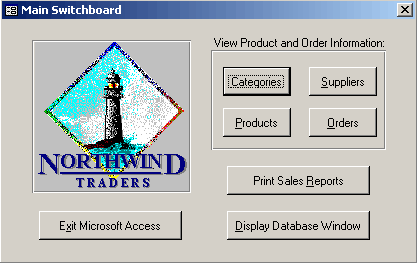 Main Switchboard
View Product and Order Information:
Categories
Suppliers
Products
Orders
NORTHWIND
TRADERS
Print Sales Reports
Exit Microsoft Access
Display Database Window